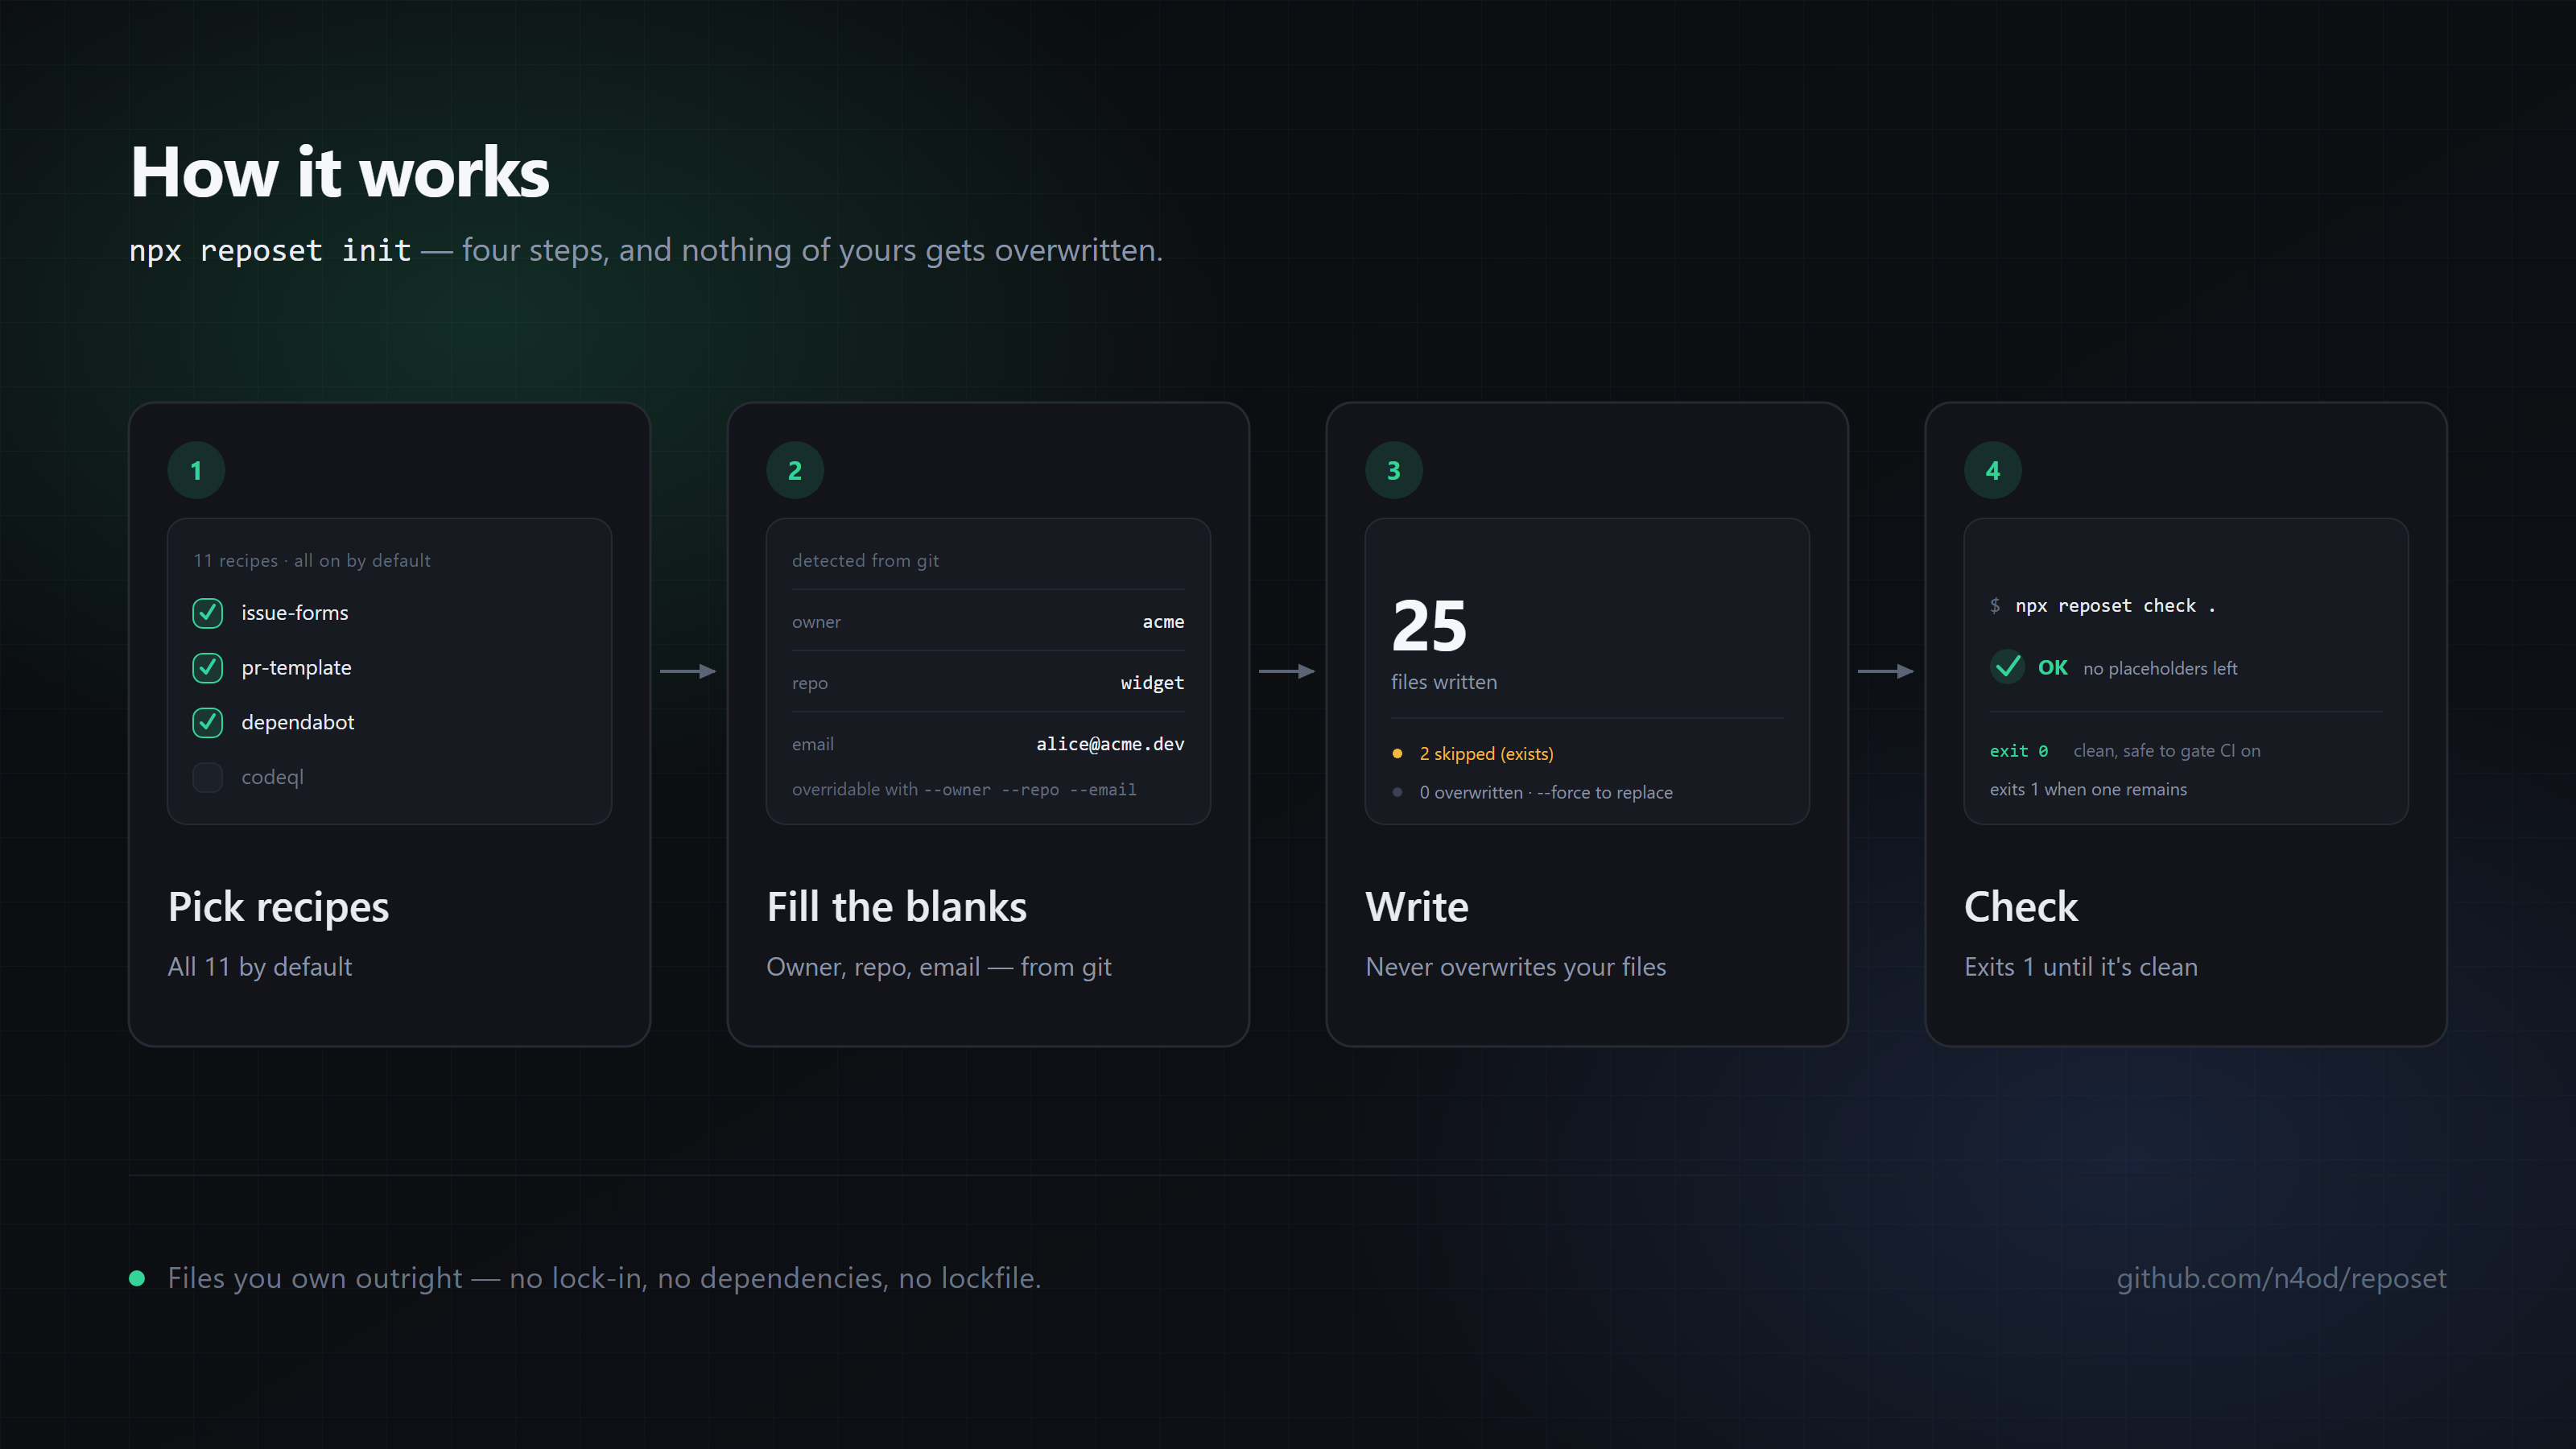 How it works
npx reposet init — four steps, and nothing of yours gets overwritten.
1
11 recipes · all on by default
issue-forms
pr-template
dependabot
codeql
Pick recipes
All 11 by default
2
detected from git
owner acme
repo widget
email alice@acme.dev
overridable with --owner --repo --email
Fill the blanks
Owner, repo, email — from git
3
25
files written
2 skipped (exists)
0 overwritten · --force to replace
Write
Never overwrites your files
4
$ npx reposet check .
OK no placeholders left
exit 0 clean, safe to gate CI on
exits 1 when one remains
Check
Exits 1 until it's clean
Files you own outright — no lock-in, no dependencies, no lockfile.
github.com/n4od/reposet